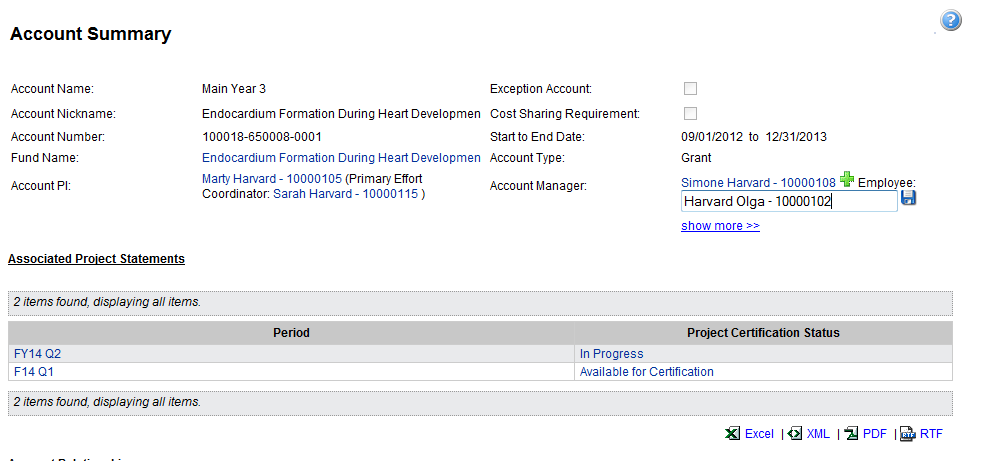 Account Summary
?
Account Name: Main Year 3 Exception Account:
Account Nickname: Endocardium Formation During Heart Developmen Cost Sharing Requirement:
Account Number: 100018-650008-0001 Start to End Date: 09/01/2012 to 12/31/2013
Fund Name: Endocardium Formation During Heart Developmen Account Type: Grant
Account PI: Marty Harvard - 10000105 (Primary Effort
Coordinator: Sarah Harvard - 10000115 )
Account Manager: Simone Harvard - 10000108 Employee:
Harvard Olga - 10000102
show more >>
Associated Project Statements
2 items found, displaying all items.
Period Project Certification Status
FY14 Q2 In Progress
F14 Q1 Available for Certification
2 items found, displaying all items.
Excel | XML | PDF | RTF